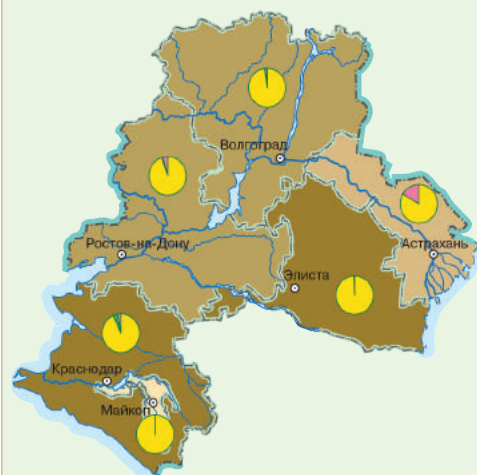 Волгоград
Ростов-на-Дону
Астрахань
Элиста
Краснодар
Майкоп